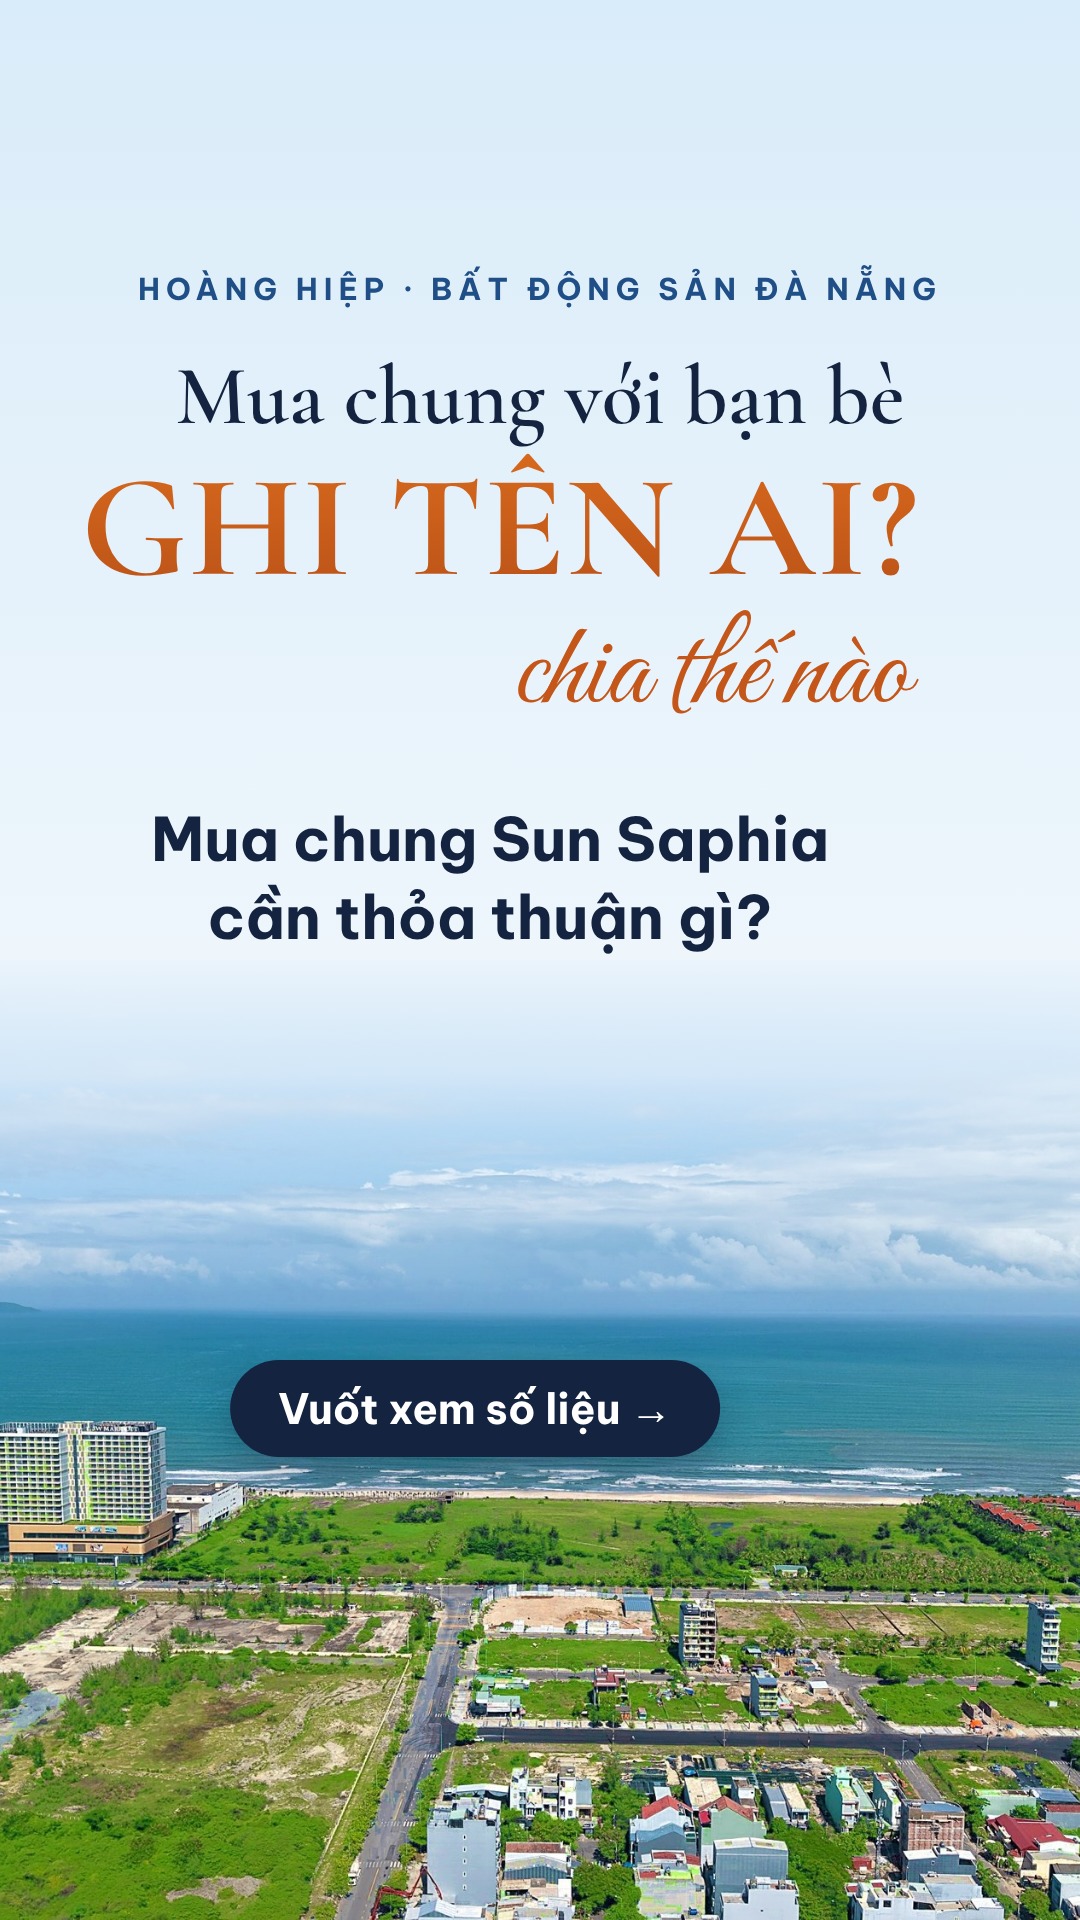 HOÀNG HIỆP · BẤT ĐỘNG SẢN ĐÀ NẴNG
Mua chung với bạn bè
GHI TÊN AI?
chia thế nào
Mua chung Sun Saphia
cần thỏa thuận gì?
Vuốt xem số liệu →